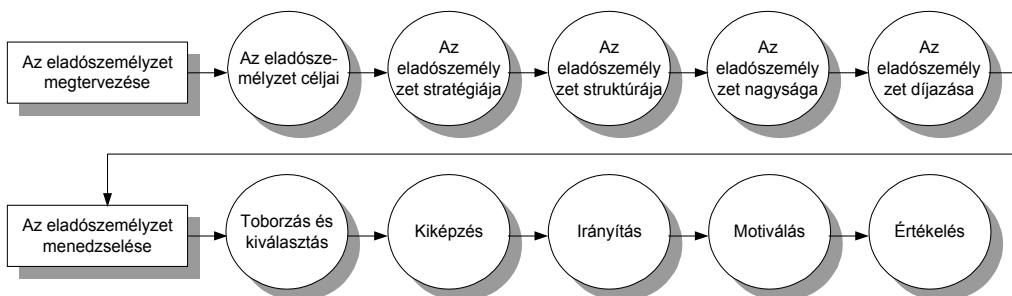 Az eladószemélyzet
megtervezése
Az eladósze-
mélyzet céljai
Az
eladószemély
zet stratégiája
Az
eladószemély
zet struktúrája
Az
eladószemély
zet nagysága
Az
eladószemély
zet díjazása
Az eladószemélyzet
menedzselése
Toborzás és
kiválasztás
Kiképzés
Irányítás
Motiválás
Értékelés